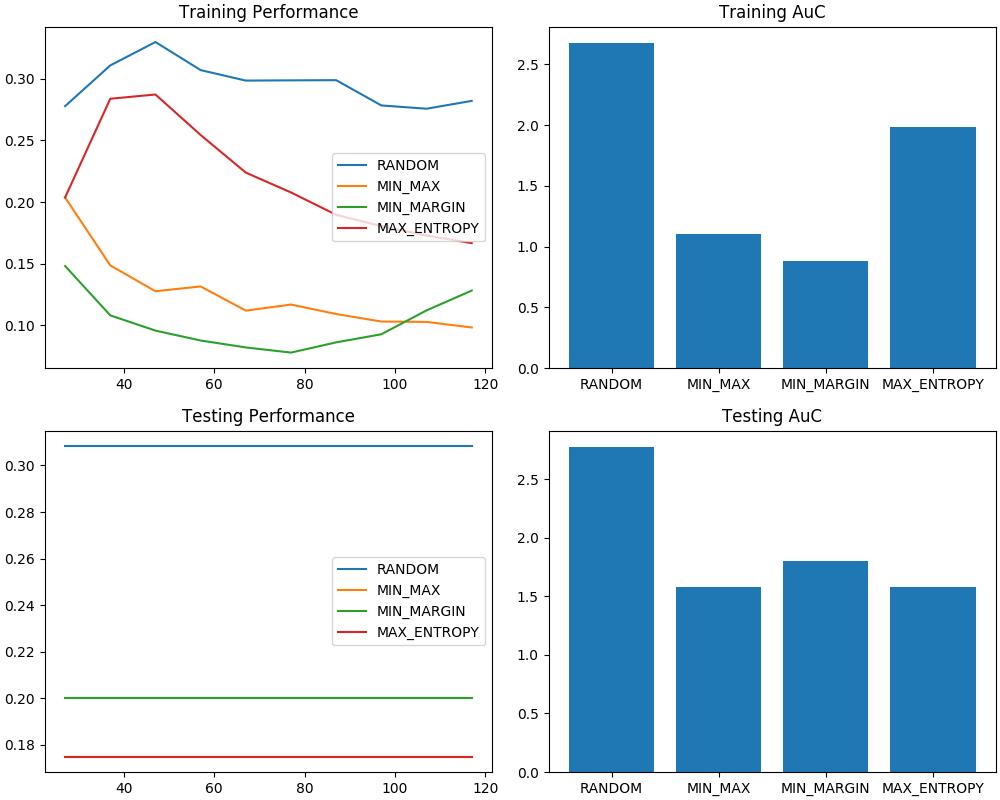 Training Performance
0.30
0.25
0.20
0.15
0.10
40 60 80 100 120
RANDOM
MIN_MAX
MIN_MARGIN
MAX_ENTROPY
Training AuC
2.5
2.0
1.5
1.0
0.5
0.0
RANDOM MIN_MAX MIN_MARGIN MAX_ENTROPY
Testing Performance
0.30
0.28
0.26
0.24
0.22
0.20
0.18
40 60 80 100 120
RANDOM
MIN_MAX
MIN_MARGIN
MAX_ENTROPY
Testing AuC
2.5
2.0
1.5
1.0
0.5
0.0
RANDOM MIN_MAX MIN_MARGIN MAX_ENTROPY